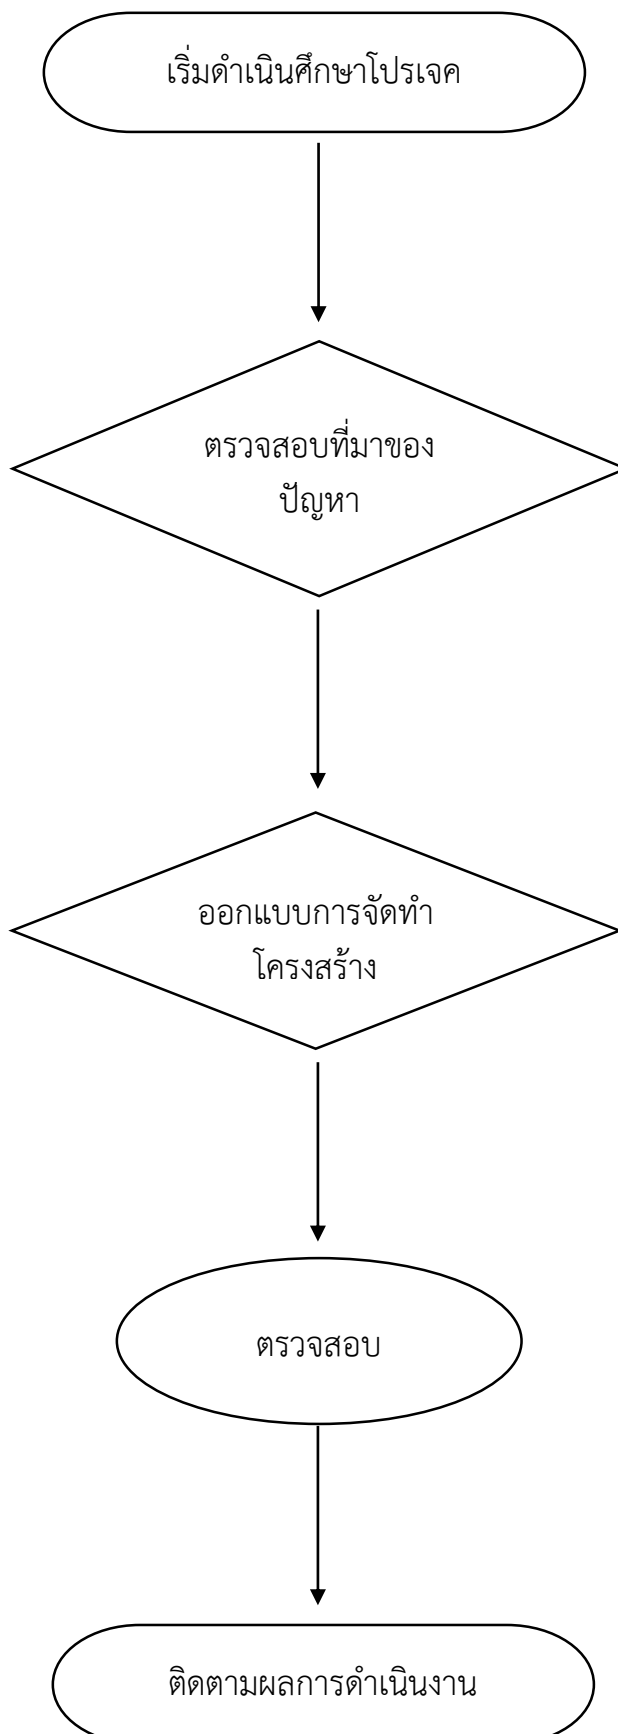 เริ่มดำเนินศึกษาโปรเจค
ตรวจสอบที่มาของ
ปัญหา
ออกแบบการจัดทำ
โครงสร้าง
ตรวจสอบ
ติดตามผลการดำเนินงาน